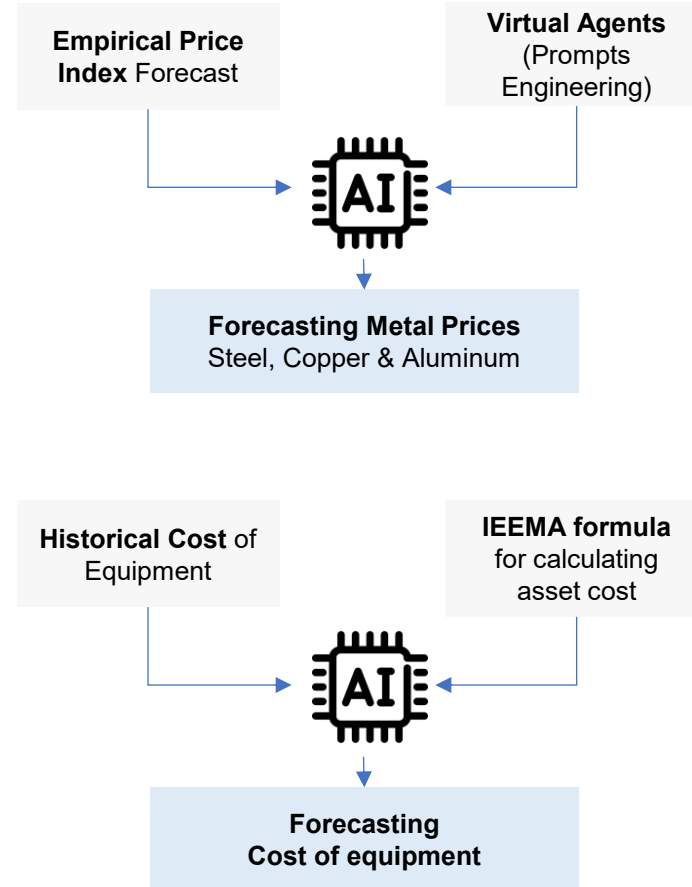 Empirical Price
Index Forecast
Virtual Agents
(Prompts
Engineering)
AI
Forecasting Metal Prices
Steel, Copper & Aluminum
Historical Cost of
Equipment
IEEMA formula
for calculating
asset cost
AI
Forecasting
Cost of equipment